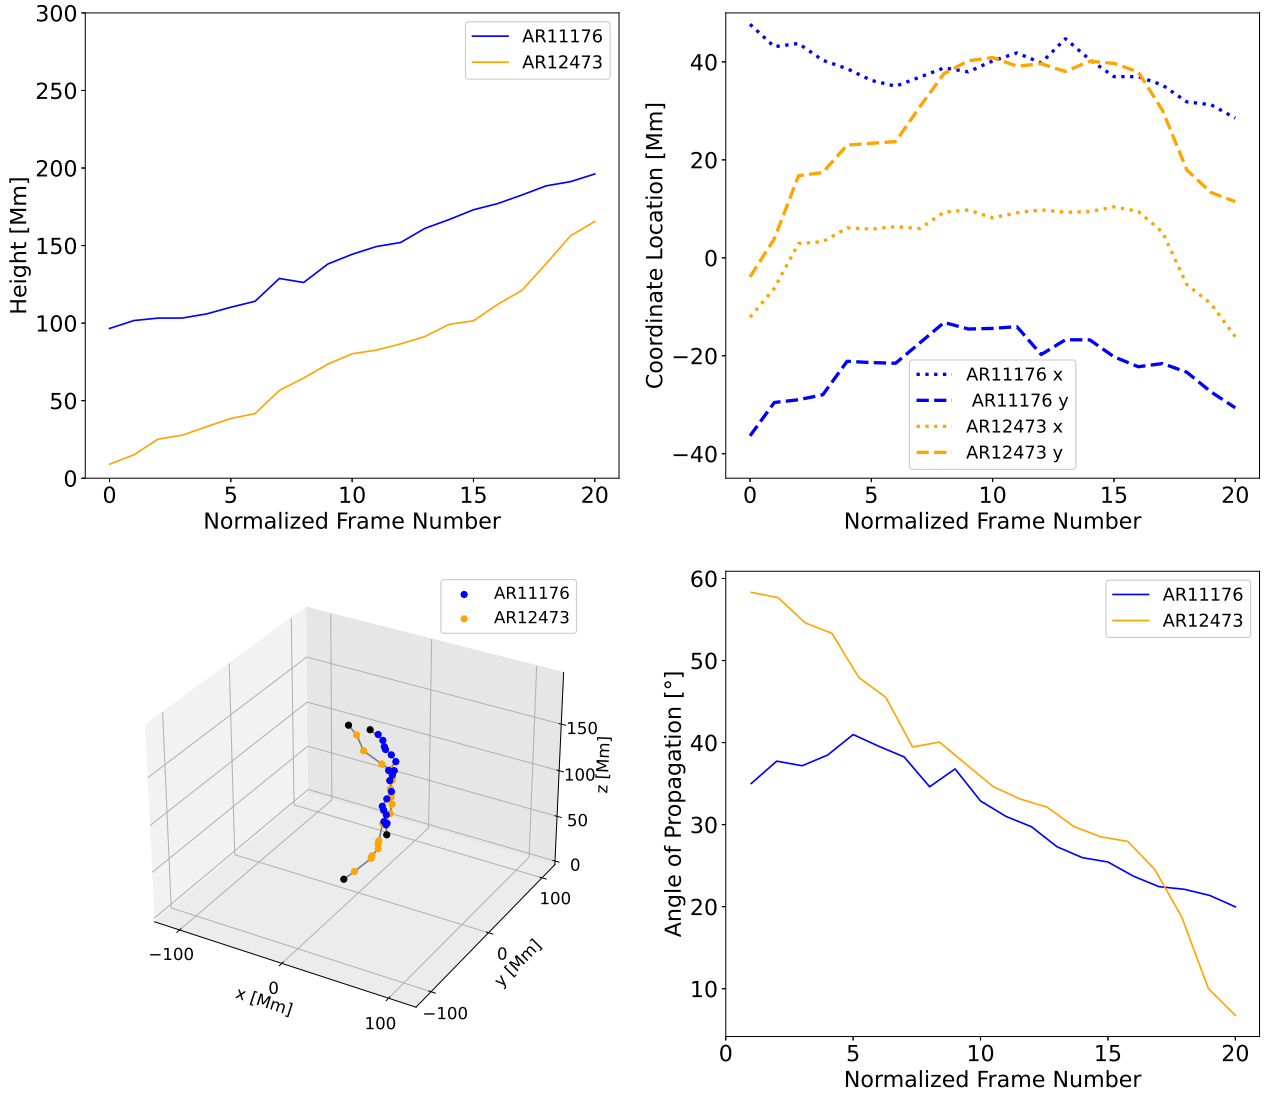 300
250
200
150
100
50
0
Height [Mm]
0 5 10 15 20
Normalized Frame Number
AR11176
AR12473
40
20
0
−20
−40
Coordinate Location [Mm]
0 5 10 15 20
Normalized Frame Number
AR11176 x
AR11176 y
AR12473 x
AR12473 y
AR11176
AR12473
150
100
50
0
z [Mm]
100
0
−100
y [Mm]
−100
0
100
x [Mm]
60
50
40
30
20
10
Angle of Propagation [°]
0 5 10 15 20
Normalized Frame Number
AR11176
AR12473